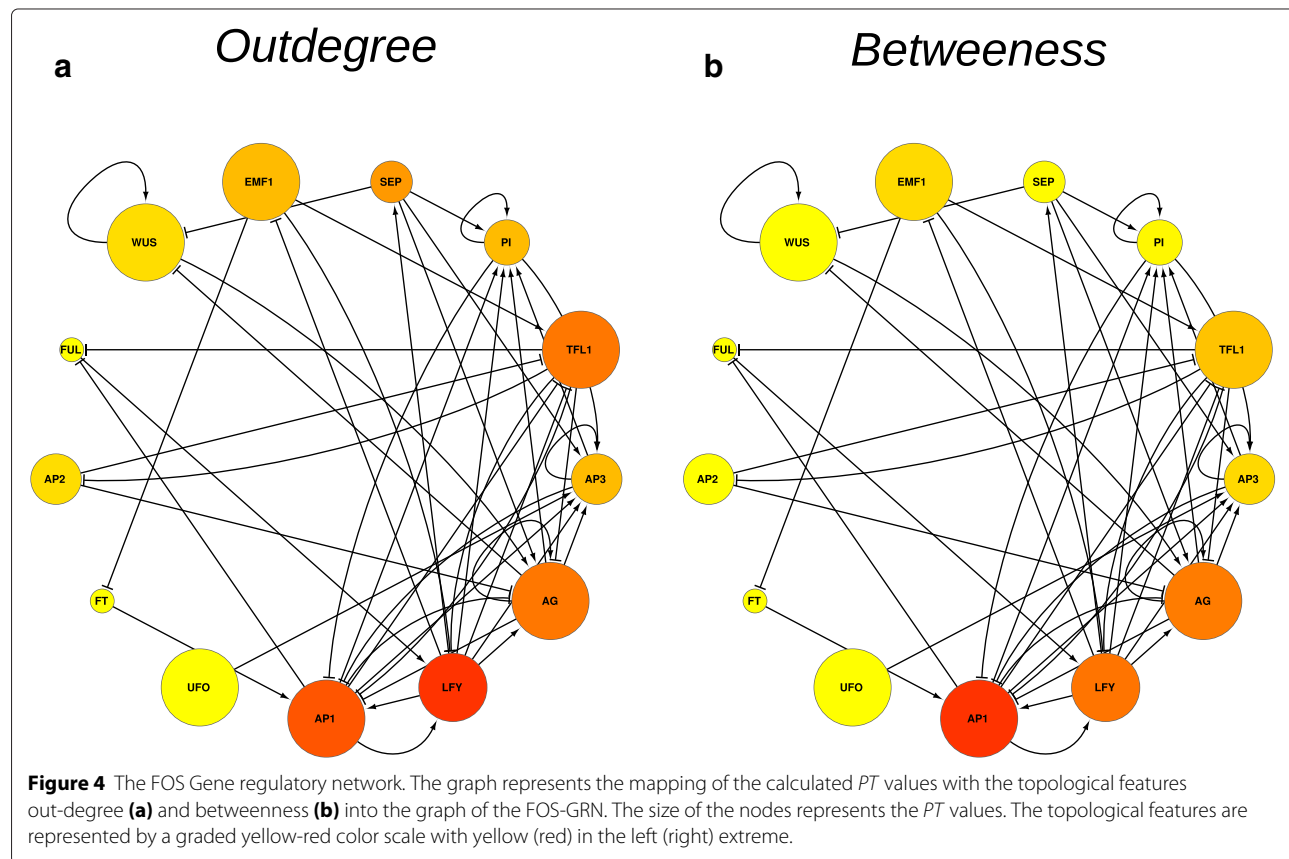 Outdegree
a
EMF1
SEP
WUS
PI
FUL
TFL1
AP2
AP3
FT
AG
UFO
LFY
AP1
Betweeness
b
EMF1
SEP
WUS
PI
FUL
TFL1
AP2
AP3
FT
AG
UFO
LFY
AP1
Figure 4 The FOS Gene regulatory network. The graph represents the mapping of the calculated PT values with the topological features
out-degree (a) and betweenness (b) into the graph of the FOS-GRN. The size of the nodes represents the PT values. The topological features are
represented by a graded yellow-red color scale with yellow (red) in the left (right) extreme.